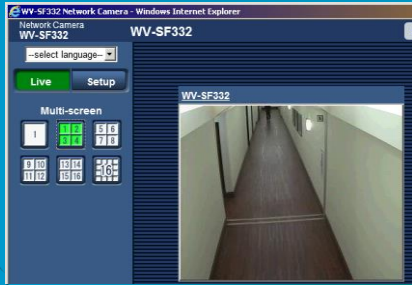 WV-SF332 Network Camera - Windows Internet Explorer
Network Camera
WV-SF332
WV-SF332
--select language--
Live
Setup
Multi-screen
1
1 2
3 4
5 6
7 8
9 10
11 12
13 14
15 16
16
WV-SF332